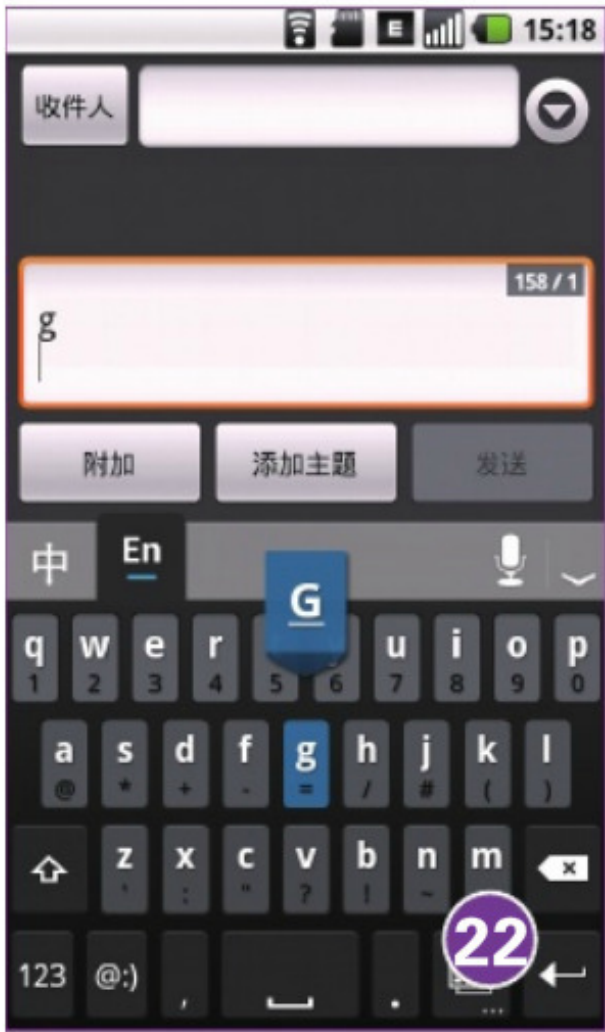 E 15:18
收件人
158 / 1
g
附加 添加主题 发送
中 En
G
q w e r u i o p
1 2 3 4 5 6 7 8 9 0
a s d f g h j k l
@ * + - = / # ( )
z x c v b n m
' : " ? ! ~
22
123 @:) , . ...